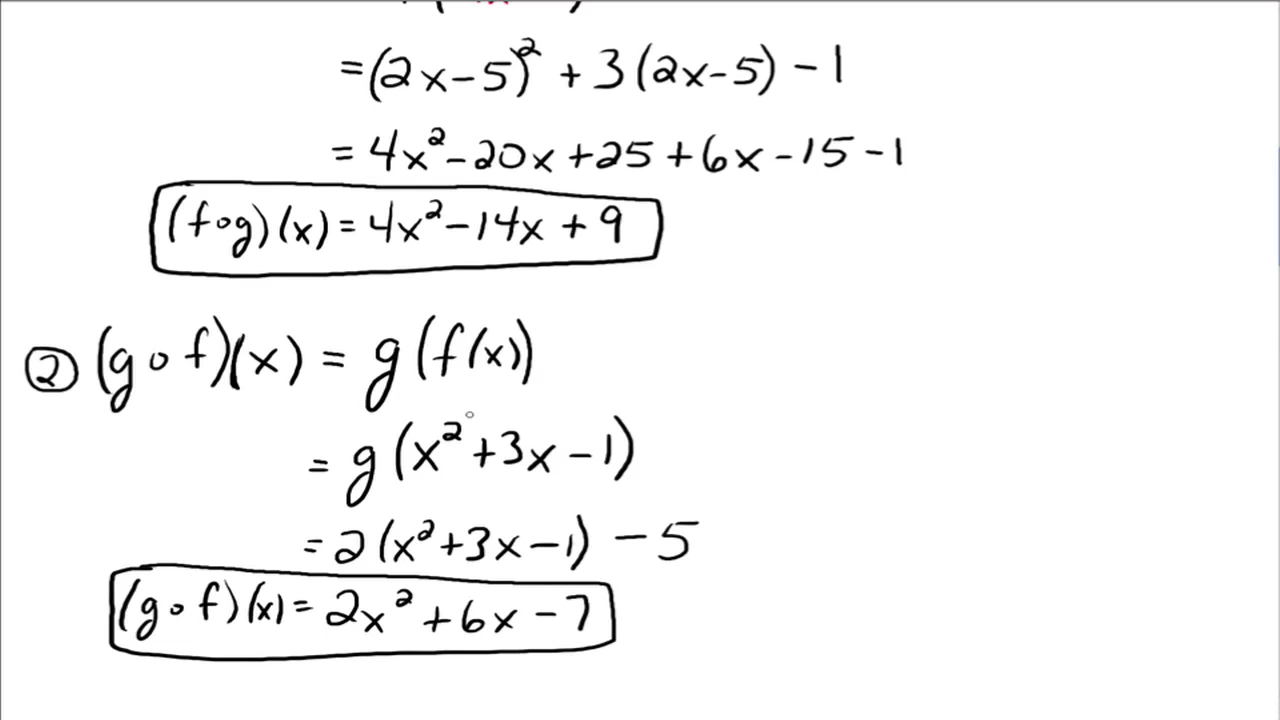 =(2x-5)² + 3(2x-5) - 1
= 4x² - 20x + 25 + 6x - 15 - 1
(f∘g)(x) = 4x² - 14x + 9
② (g∘f)(x) = g(f(x))
= g(x² + 3x - 1)
= 2(x² + 3x - 1) - 5
(g∘f)(x) = 2x² + 6x - 7